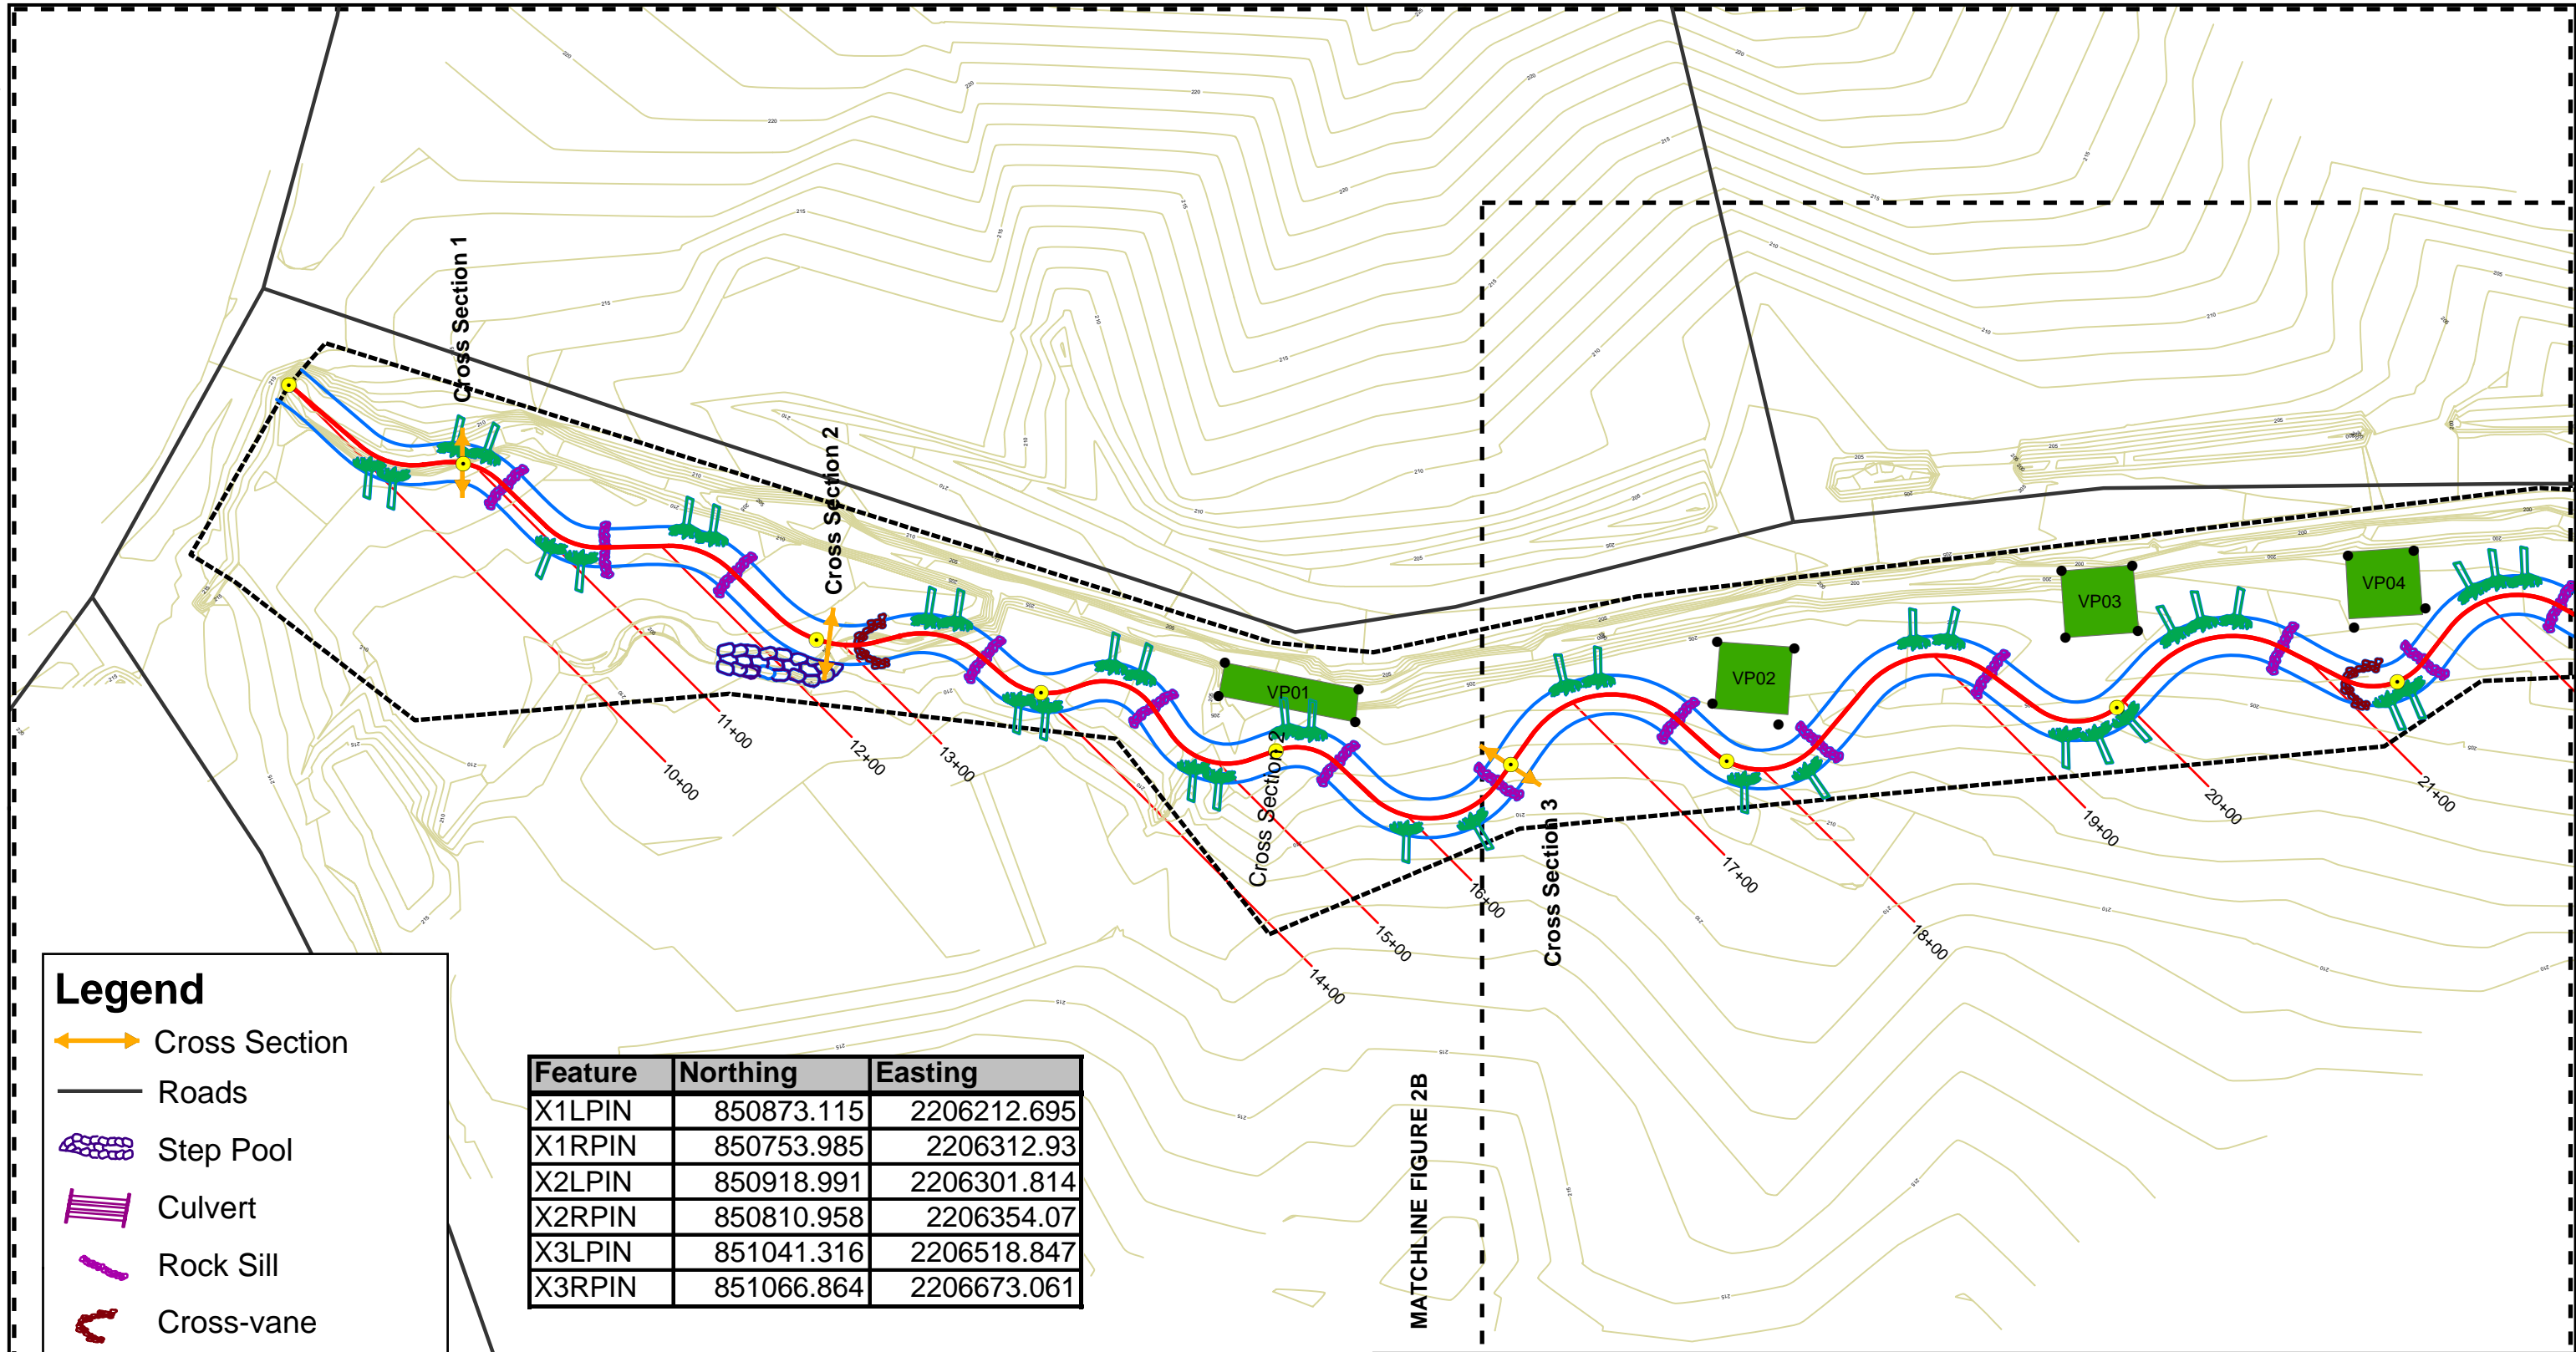 Cross Section 1
Cross Section 2
Cross Section 2
Cross Section 3
VP01
VP02
VP03
VP04
10+00
11+00
12+00
13+00
14+00
15+00
16+00
17+00
18+00
19+00
20+00
21+00
MATCHLINE FIGURE 2B
Legend
Cross Section
Roads
Step Pool
Culvert
Rock Sill
Cross-vane
Feature Northing Easting
X1LPIN 850873.115 2206212.695
X1RPIN 850753.985 2206312.93
X2LPIN 850918.991 2206301.814
X2RPIN 850810.958 2206354.07
X3LPIN 851041.316 2206518.847
X3RPIN 851066.864 2206673.061